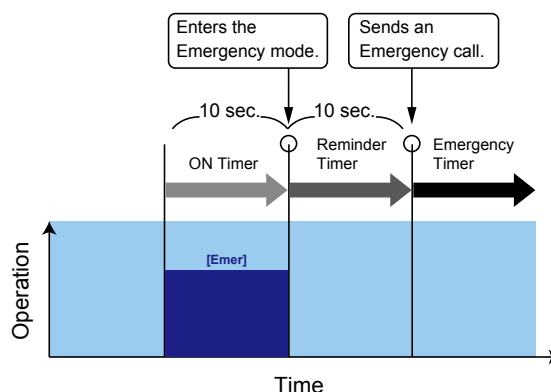 Enters the
Emergency mode.
Sends an
Emergency call.
10 sec.
10 sec.
ON Timer
Reminder
Timer
Emergency
Timer
[Emer]
Operation
Time